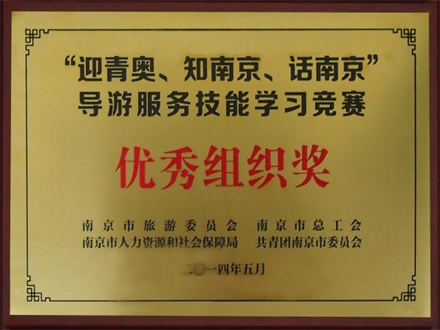 “迎青奥、知南京、话南京”
导游服务技能学习竞赛
优秀组织奖
南京市旅游委员会 南京市总工会
南京市人力资源和社会保障局 共青团南京市委员会
二〇一四年五月